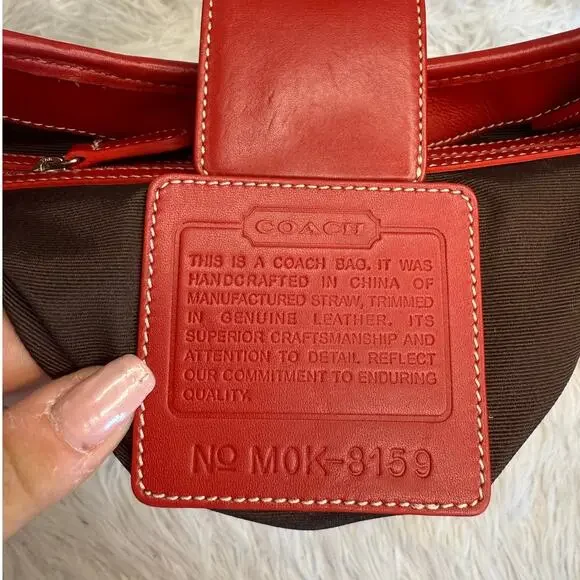 COACH
THIS IS A COACH BAG. IT WAS
HANDCRAFTED IN CHINA OF
MANUFACTURED STRAW, TRIMMED
IN GENUINE LEATHER. ITS
SUPERIOR CRAFTSMANSHIP AND
ATTENTION TO DETAIL REFLECT
OUR COMMITMENT TO ENDURING
QUALITY.
Nº M0K-8159